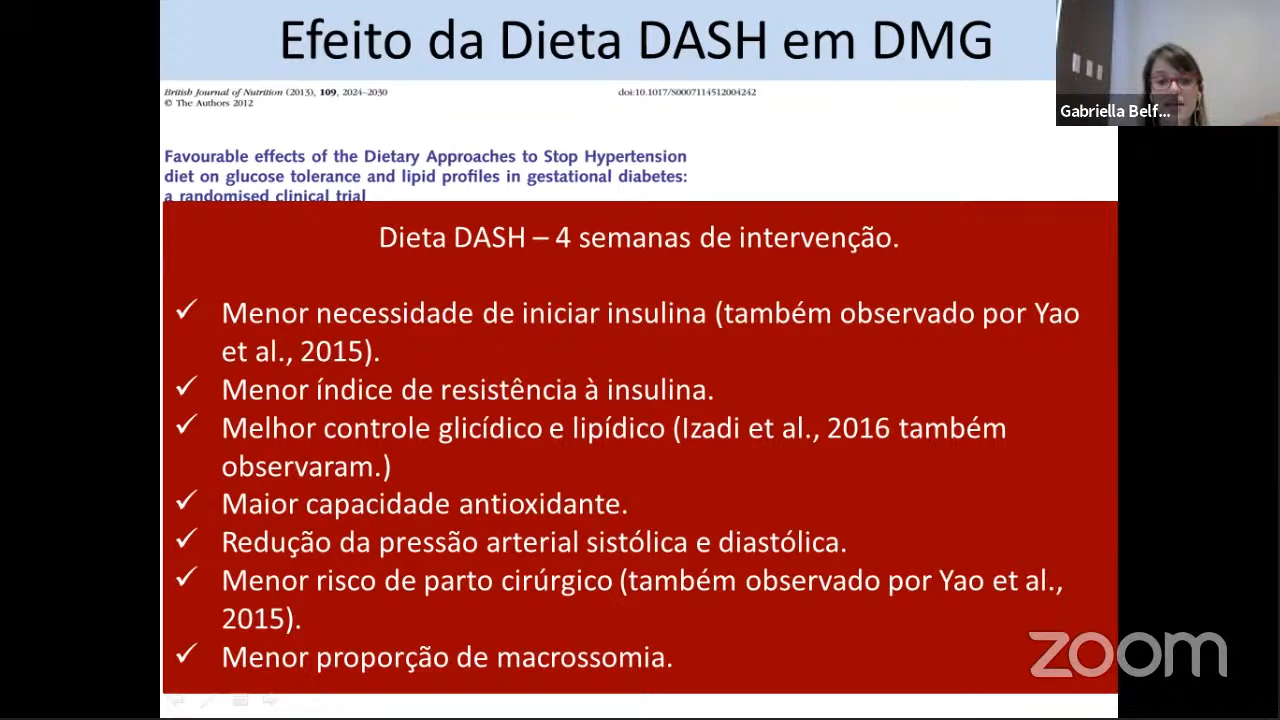 Efeito da Dieta DASH em DMG
British Journal of Nutrition (2013), 109, 2024–2030
doi:10.1017/S0007114512004242
© The Authors 2012
Gabriella Belf...
Favourable effects of the Dietary Approaches to Stop Hypertension
diet on glucose tolerance and lipid profiles in gestational diabetes:
a randomised clinical trial
Dieta DASH – 4 semanas de intervenção.
✓ Menor necessidade de iniciar insulina (também observado por Yao
et al., 2015).
✓ Menor índice de resistência à insulina.
✓ Melhor controle glicídico e lipídico (Izadi et al., 2016 também
observaram.)
✓ Maior capacidade antioxidante.
✓ Redução da pressão arterial sistólica e diastólica.
✓ Menor risco de parto cirúrgico (também observado por Yao et al.,
2015).
✓ Menor proporção de macrossomia.
zoom